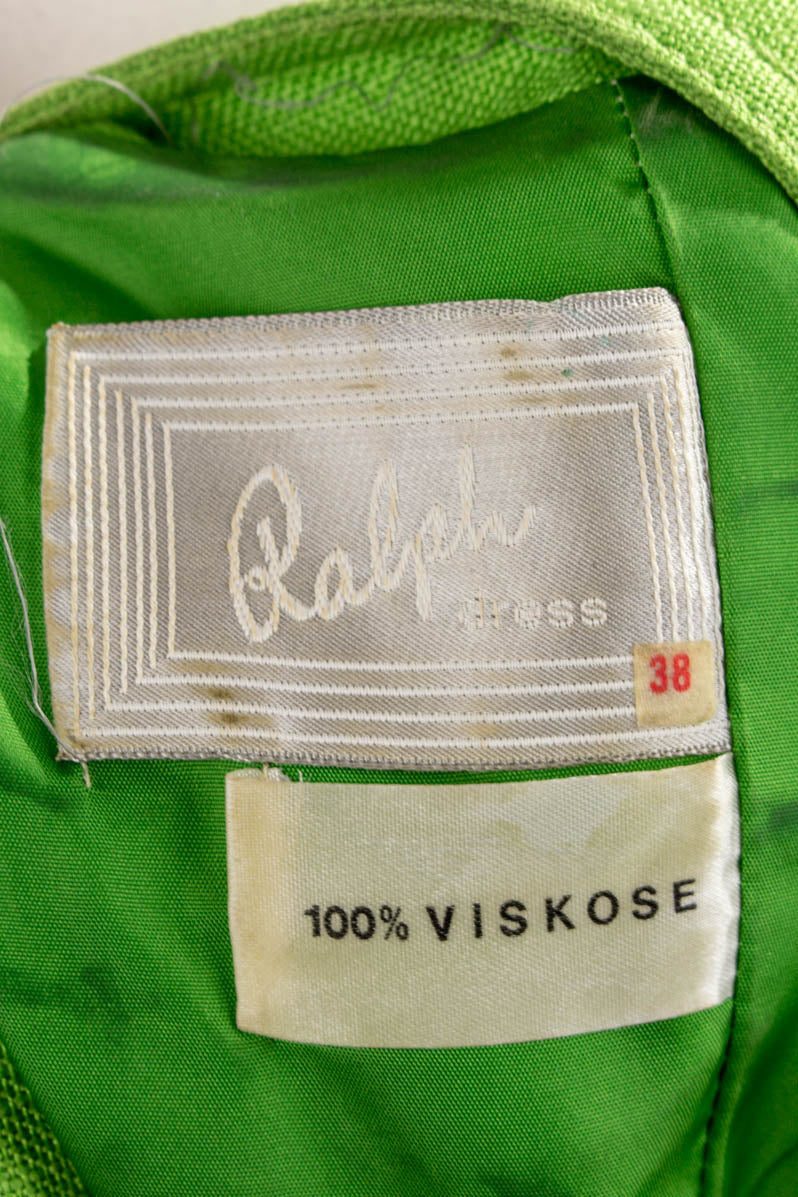 Ralph
dress
38
100% VISKOSE